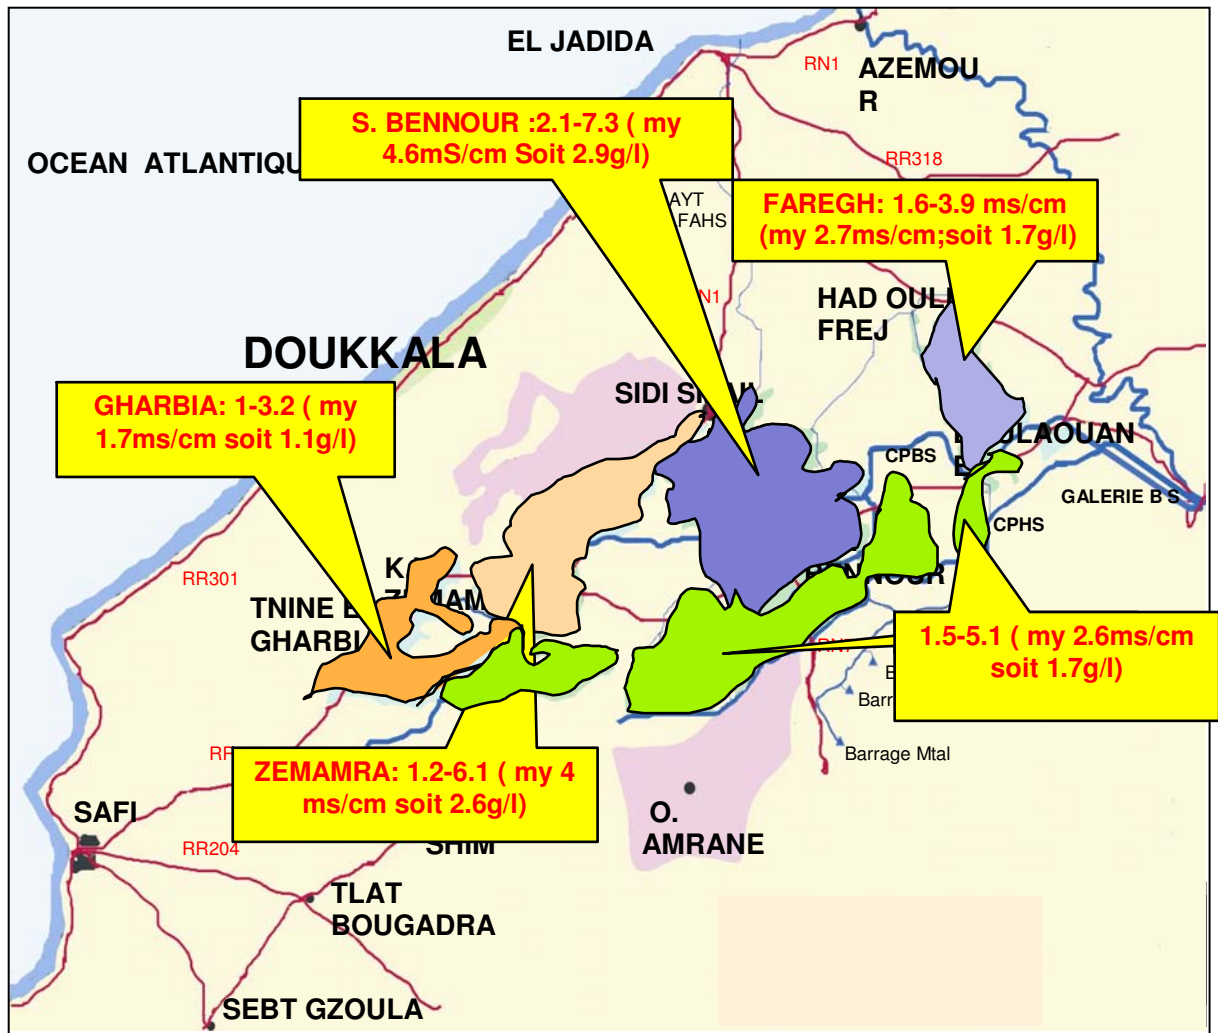 EL JADIDA
RN1
AZEMOU
R
S. BENNOUR :2.1-7.3 ( my
4.6mS/cm Soit 2.9g/l)
OCEAN ATLANTIQU
RR318
AYT
FAHS
FAREGH: 1.6-3.9 ms/cm
(my 2.7ms/cm;soit 1.7g/l)
N1
HAD OUL
FREJ
DOUKKALA
SIDI SMAIL
GHARBIA: 1-3.2 ( my
1.7ms/cm soit 1.1g/l)
CPBS
GALERIE B S
CPHS
RR301
TNINE E
GHARBI
1.5-5.1 ( my 2.6ms/cm
soit 1.7g/l)
Barrage Mtal
ZEMAMRA: 1.2-6.1 ( my 4
ms/cm soit 2.6g/l)
SAFI
O.
AMRANE
RR204
SHIM
TLAT
BOUGADRA
SEBT GZOULA